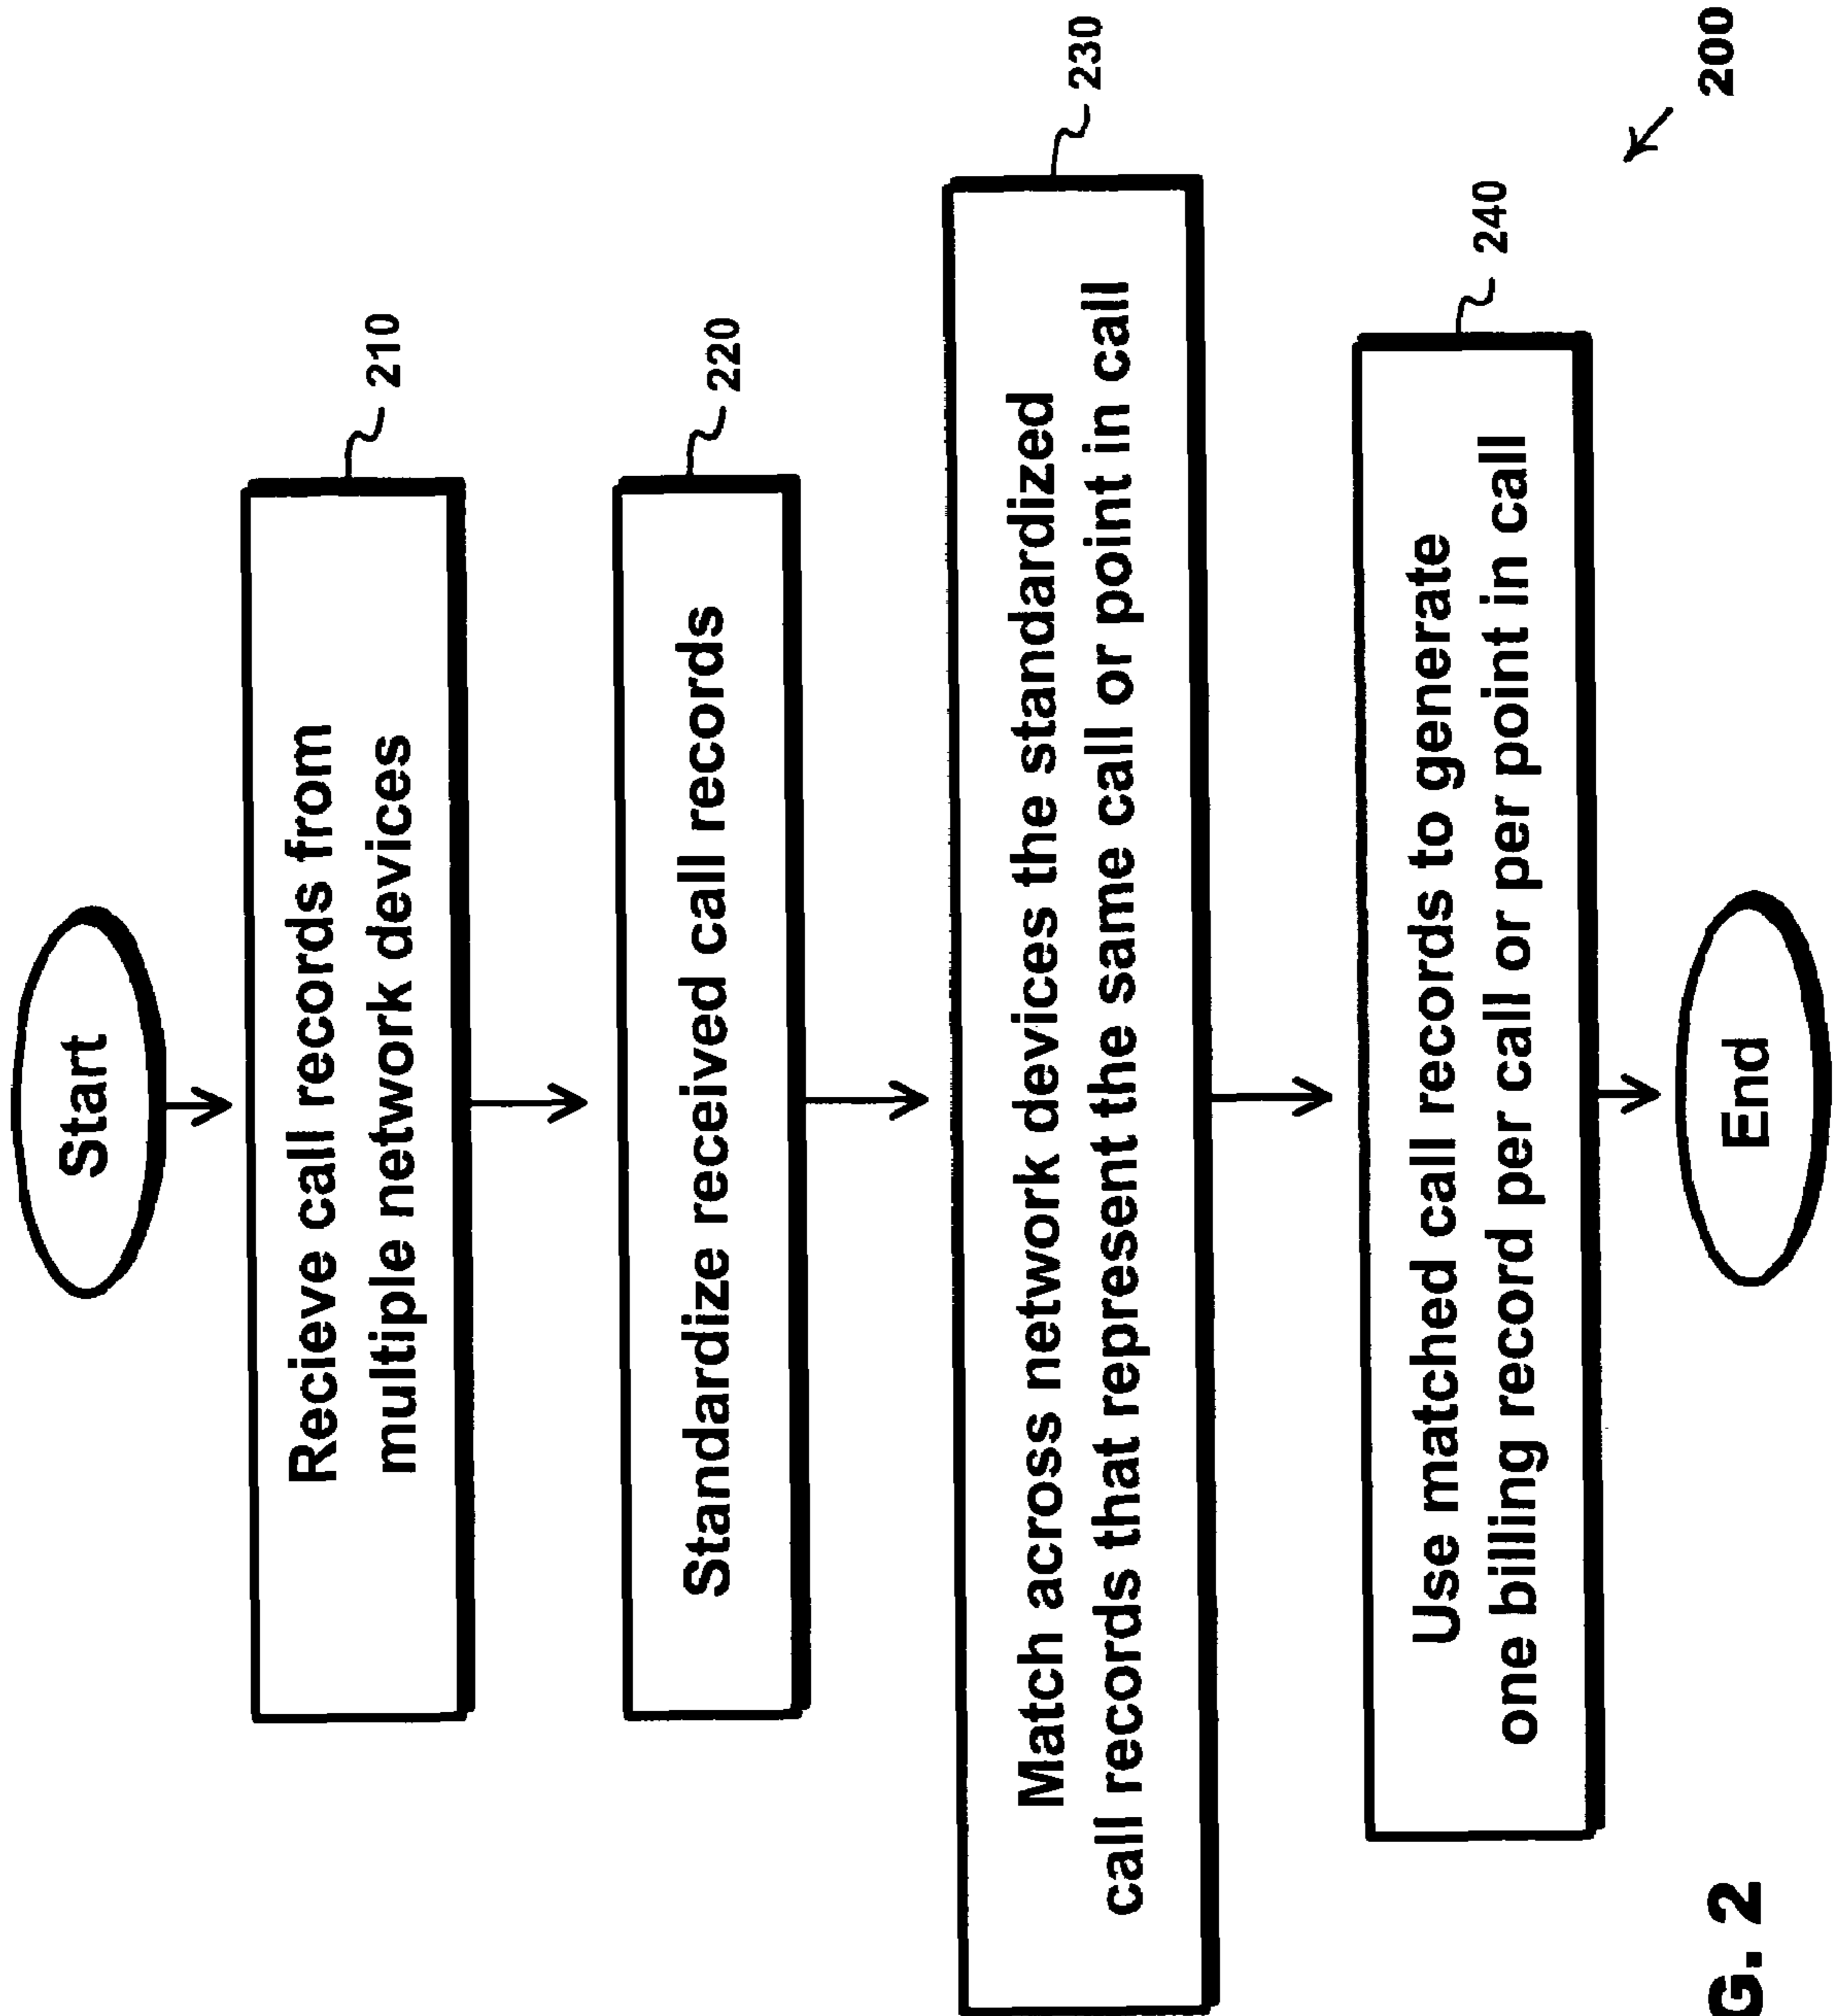 Start
Recieve call records from
multiple network devices
210
Standardize received call records
220
Match across network devices the standardized
call records that represent the same call or point in call
230
Use matched call records to generate
one billing record per call or per point in call
240
End
200
G. 2